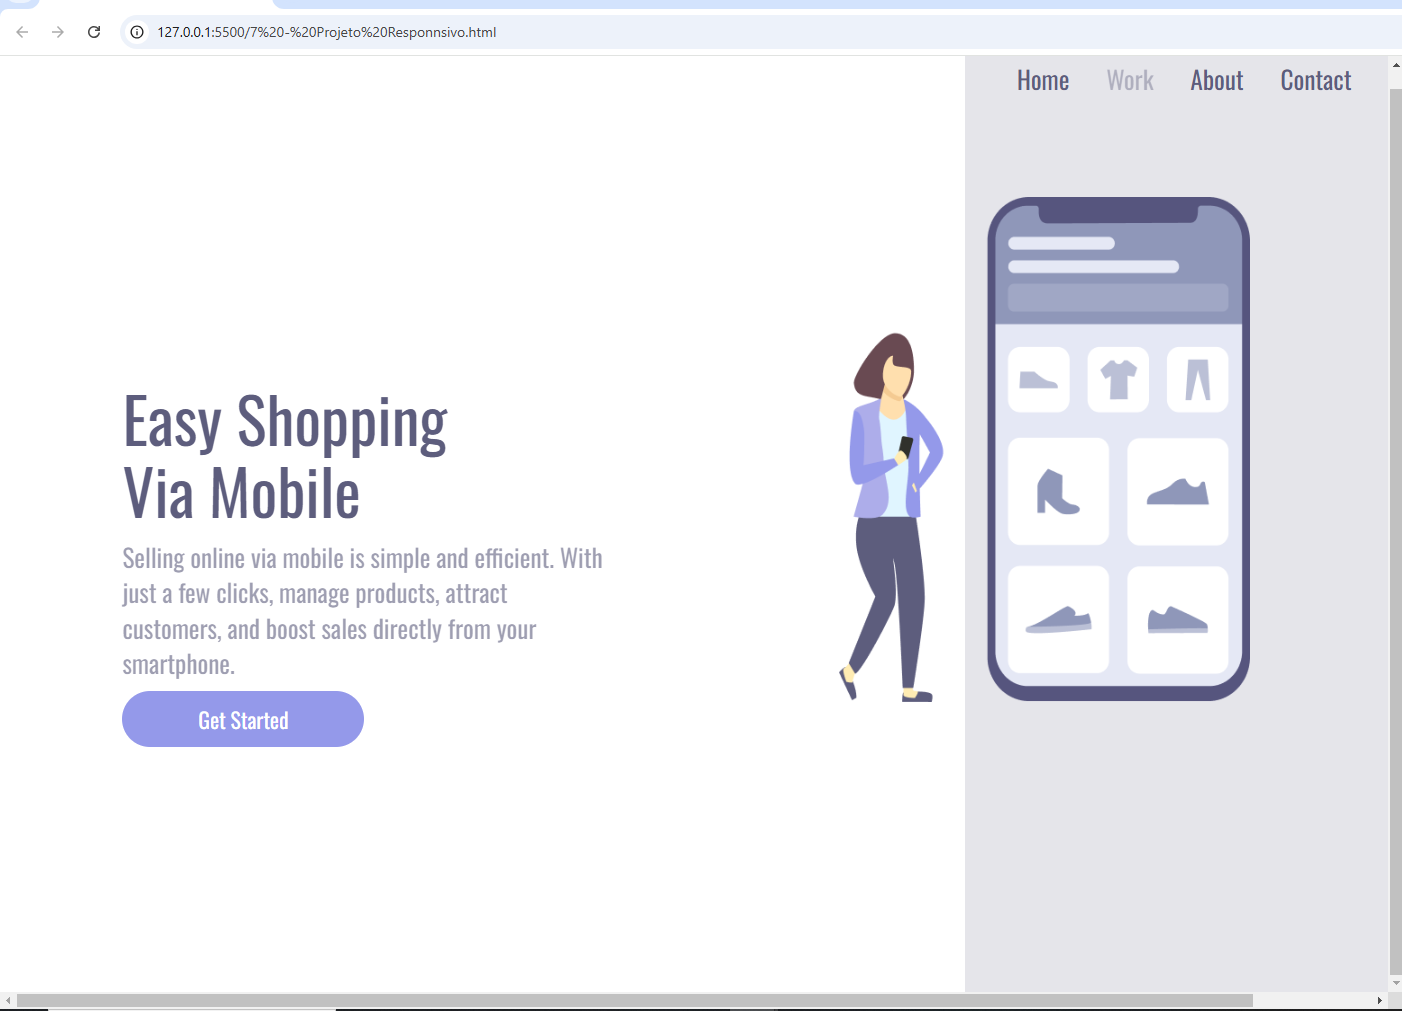 127.0.0.1:5500/7%20-%20Projeto%20Responnsivo.html
Home Work About Contact
Easy Shopping
Via Mobile
Selling online via mobile is simple and efficient. With
just a few clicks, manage products, attract
customers, and boost sales directly from your
smartphone.
Get Started